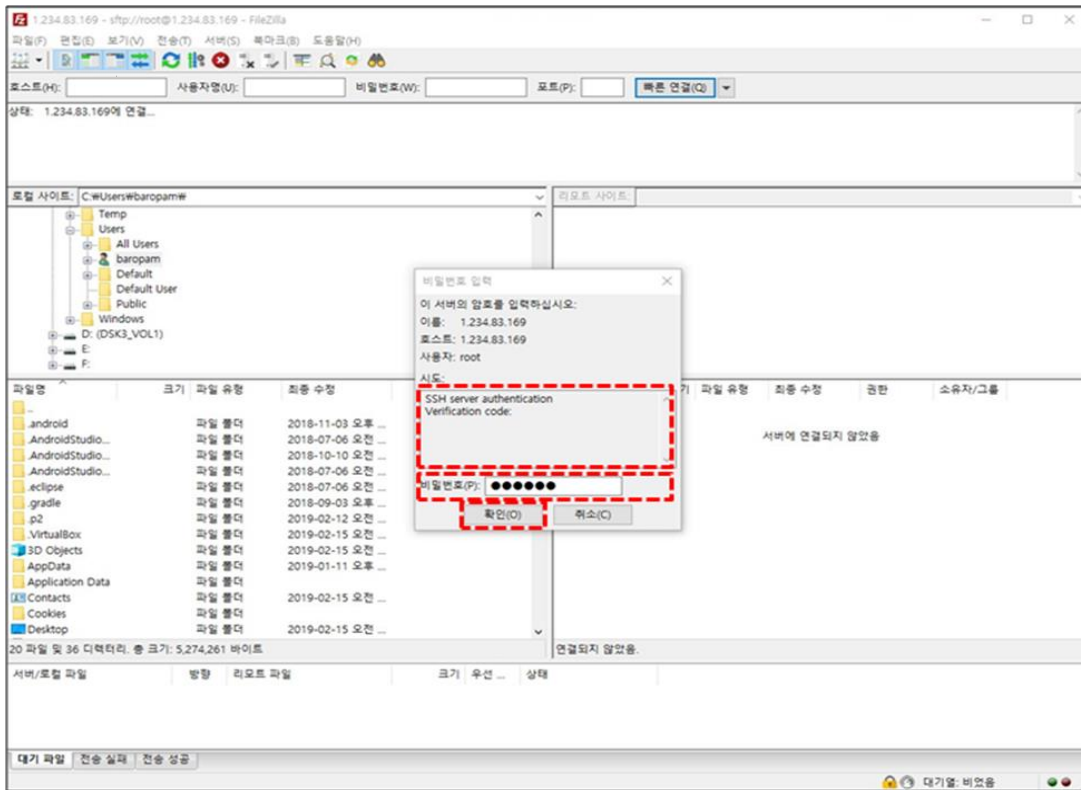 1.234.83.169 - sftp://root@1.234.83.169 - FileZilla
파일(F) 편집(E) 보기(V) 전송(T) 서버(S) 북마크(B) 도움말(H)
호스트(H): 사용자명(U): 비밀번호(W): 포트(P): 빠른 연결(Q)
상태: 1.234.83.169에 연결...
로컬 사이트: C:₩Users₩baropam₩
리모트 사이트:
Temp
Users
All Users
baropam
Default
Default User
Public
Windows
D: (DSK3_VOL1)
E:
F:
비밀번호 입력
이 서버의 암호를 입력하십시오:
이름: 1.234.83.169
호스트: 1.234.83.169
사용자: root
시도:
SSH server authentication
Verification code:
비밀번호(P): ●●●●●●
확인(O) 취소(C)
파일명 크기 파일 유형 최종 수정
..
.android 파일 폴더 2018-11-03 오후 ...
.AndroidStudio... 파일 폴더 2018-07-06 오전 ...
.AndroidStudio... 파일 폴더 2018-10-10 오전 ...
.AndroidStudio... 파일 폴더 2018-07-06 오전 ...
.eclipse 파일 폴더 2018-07-06 오전 ...
.gradle 파일 폴더 2018-09-03 오후 ...
.p2 파일 폴더 2019-02-12 오전 ...
.VirtualBox 파일 폴더 2019-02-15 오전 ...
3D Objects 파일 폴더 2019-02-15 오전 ...
AppData 파일 폴더 2019-01-11 오후 ...
Application Data 파일 폴더
Contacts 파일 폴더 2019-02-15 오전 ...
Cookies 파일 폴더
Desktop 파일 폴더 2019-02-15 오전 ...
20 파일 및 36 디렉터리. 총 크기: 5,274,261 바이트
기 파일 유형 최종 수정 권한 소유자/그룹
서버에 연결되지 않았음
연결되지 않았음.
서버/로컬 파일 방향 리모트 파일 크기 우선 ... 상태
대기 파일 전송 실패 전송 성공
대기열: 비었음